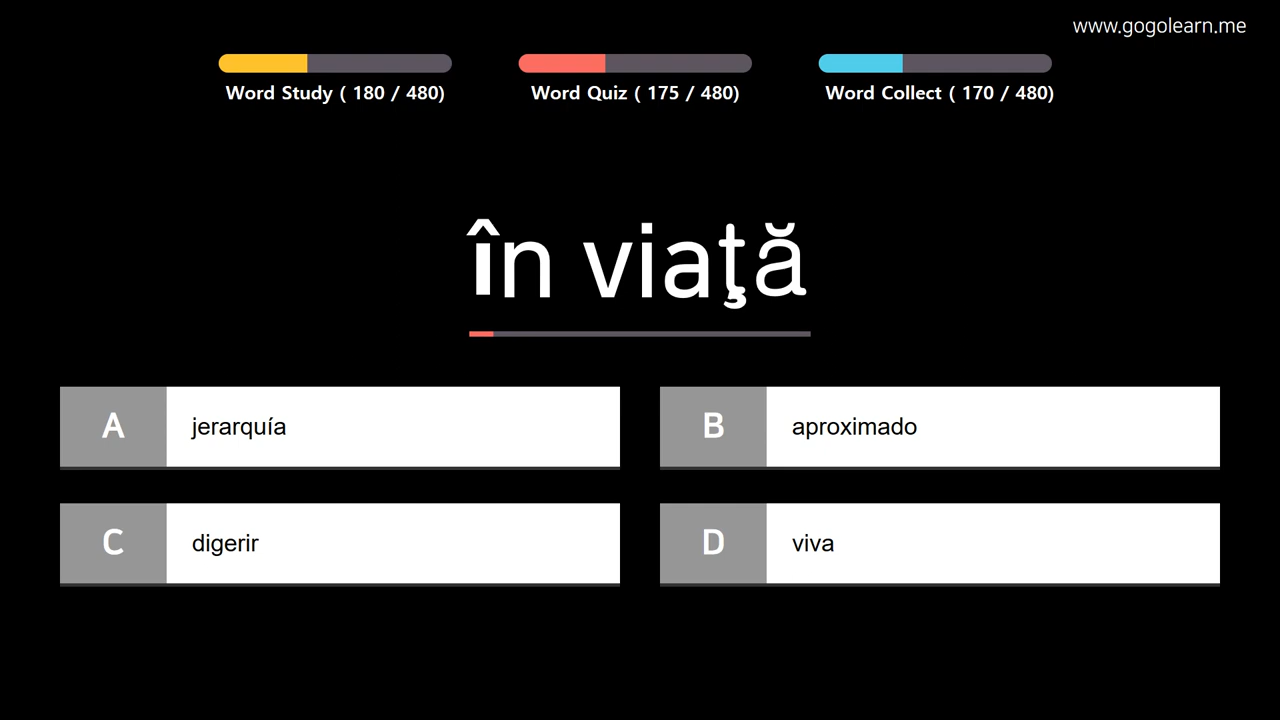 www.gogolearn.me
Word Study ( 180 / 480)
Word Quiz ( 175 / 480)
Word Collect ( 170 / 480)
în viaţă
A
jerarquía
B
aproximado
C
digerir
D
viva